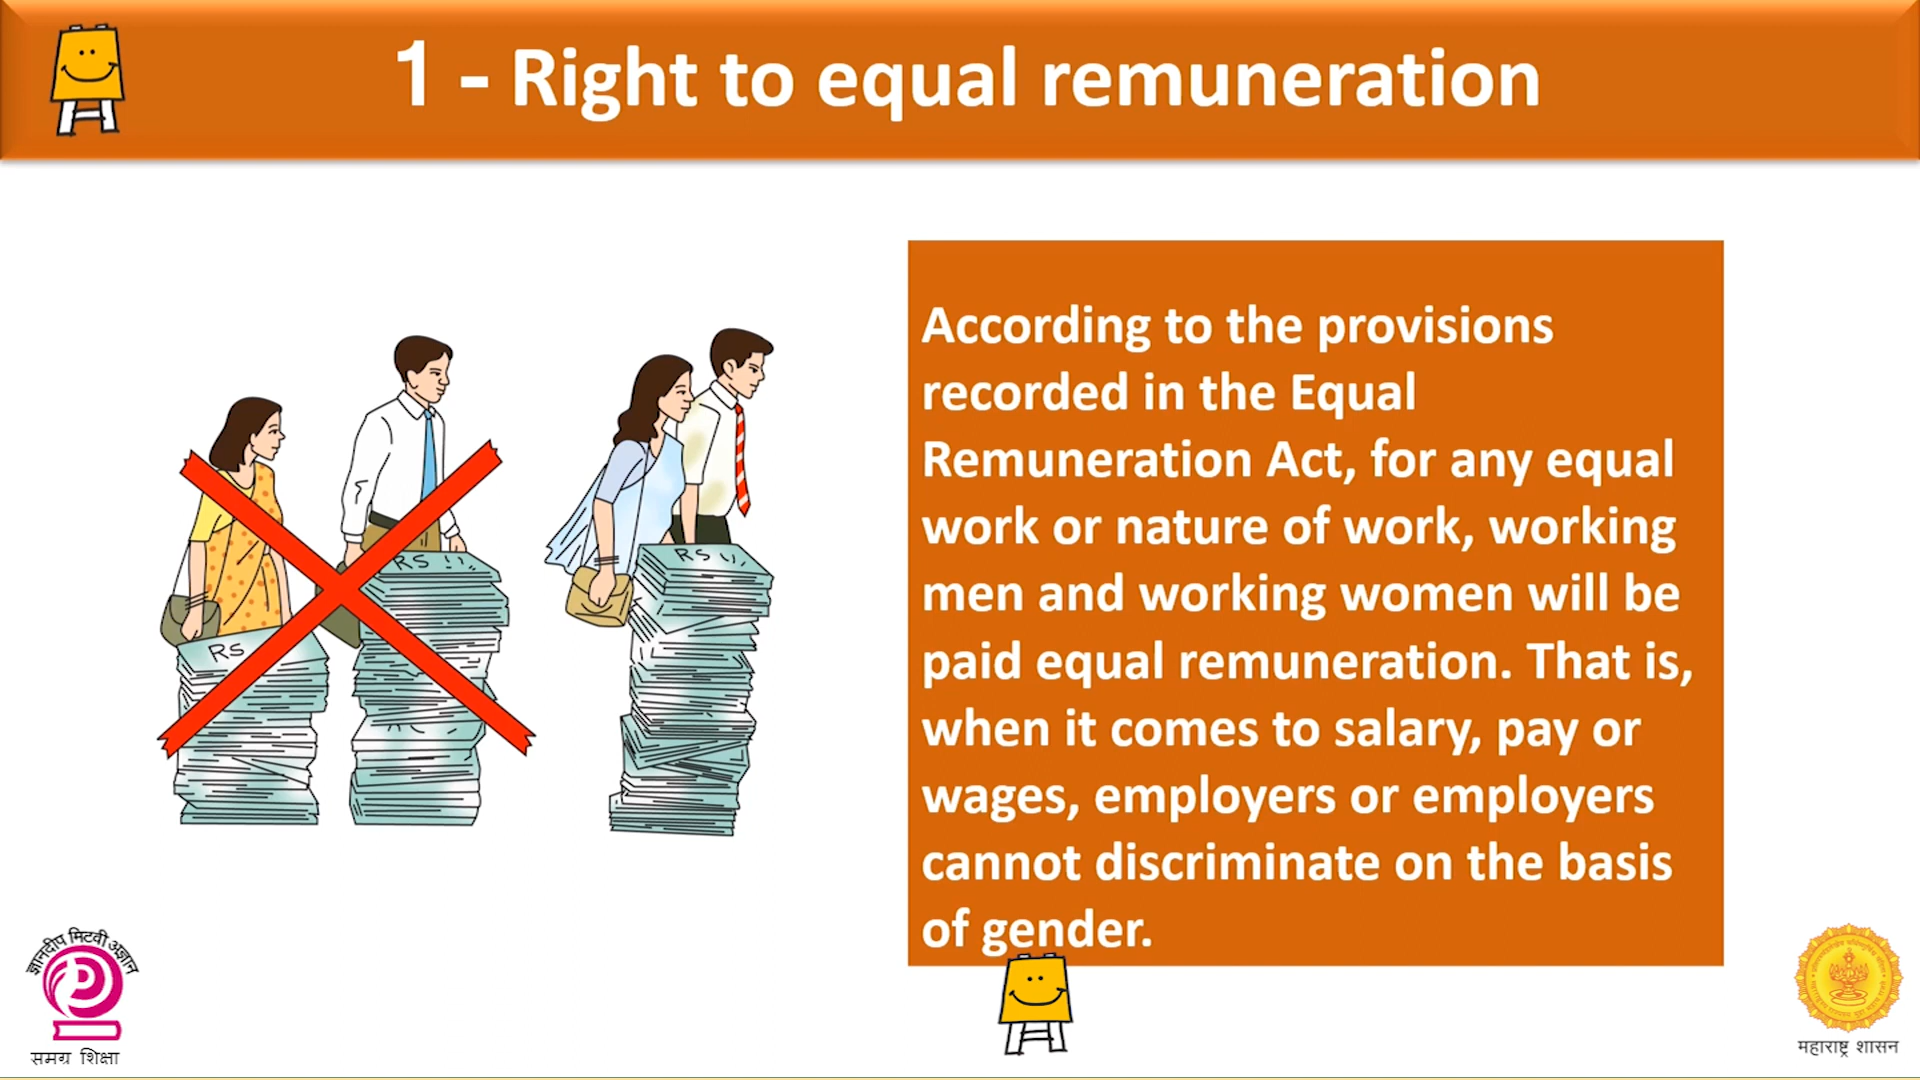 1 - Right to equal remuneration
According to the provisions
recorded in the Equal
Remuneration Act, for any equal
work or nature of work, working
men and working women will be
paid equal remuneration. That is,
when it comes to salary, pay or
wages, employers or employers
cannot discriminate on the basis
of gender.
RS
RS
RS
ज्ञानदीप मिटवी अज्ञान
समग्र शिक्षा
महाराष्ट्र शासन